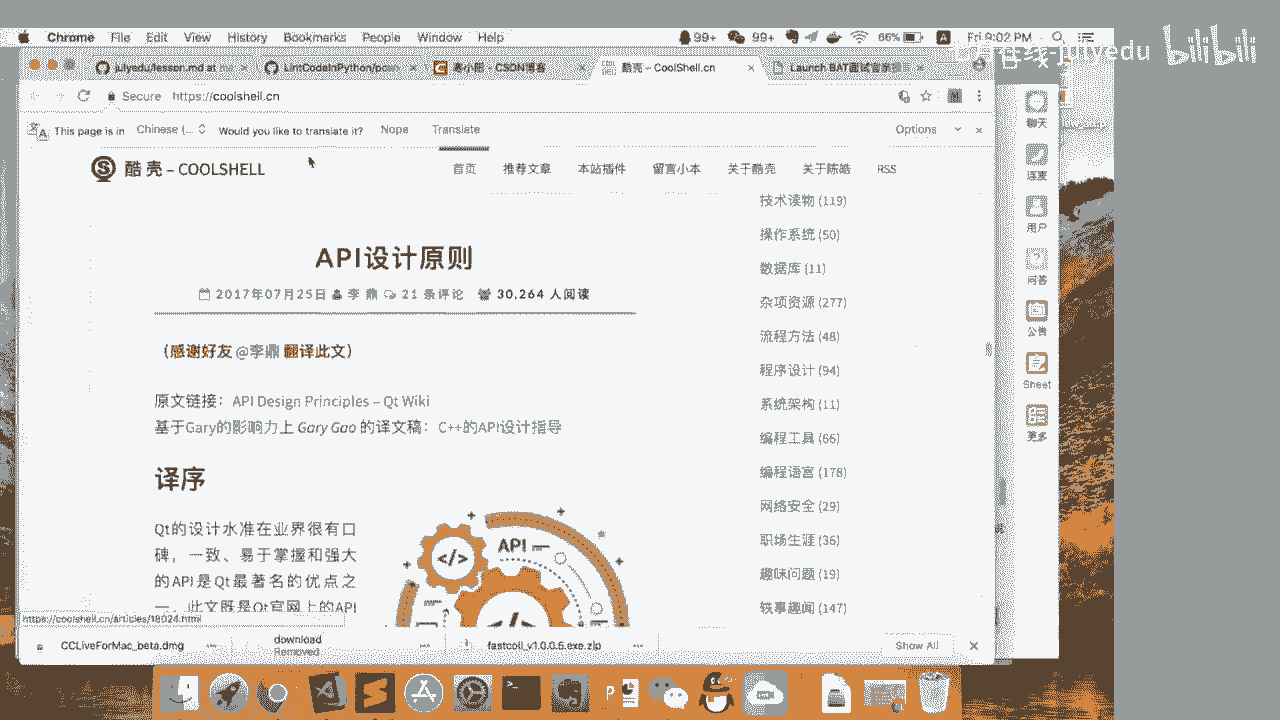 Chrome File Edit View History Bookmarks People Window Help 99+ 99+ 66% A Fri 9:02 PM
julyedu bilibili
julyedu/lesson.md at
LintCodeInPython/
CSDN博客
酷壳 – CoolShell.cn
Launch BAT面试
Secure https://coolshell.cn
This page is in Chinese (... Would you like to translate it? Nope Translate Options
酷 壳 – COOLSHELL
首页 推荐文章 本站插件 留言小本 关于酷壳 关于陈皓 RSS
API设计原则
2017年07月25日 李 鼎 21 条评论 30,264 人阅读
(感谢好友 @李鼎 翻译此文)
原文链接：API Design Principles – Qt Wiki
基于Gary的影响力上 Gary Gao 的译文稿：C++的API设计指导
译序
Qt的设计水准在业界很有口
碑，一致、易于掌握和强大
的API是Qt最著名的优点之
一。此文既是Qt官网上的API
</> API
</>
技术读物 (119)
操作系统 (50)
数据库 (11)
杂项资源 (277)
流程方法 (48)
程序设计 (94)
系统架构 (11)
编程工具 (66)
编程语言 (178)
网络安全 (29)
职场生涯 (36)
趣味问题 (19)
轶事趣闻 (147)
聊天
连麦
用户
问答
公告
Sheet
更多
https://coolshell.cn/articles/18024.html
CCLiveForMac_beta.dmg
download
Removed
fastcoll_v1.0.0.5.exe.zip
Show All